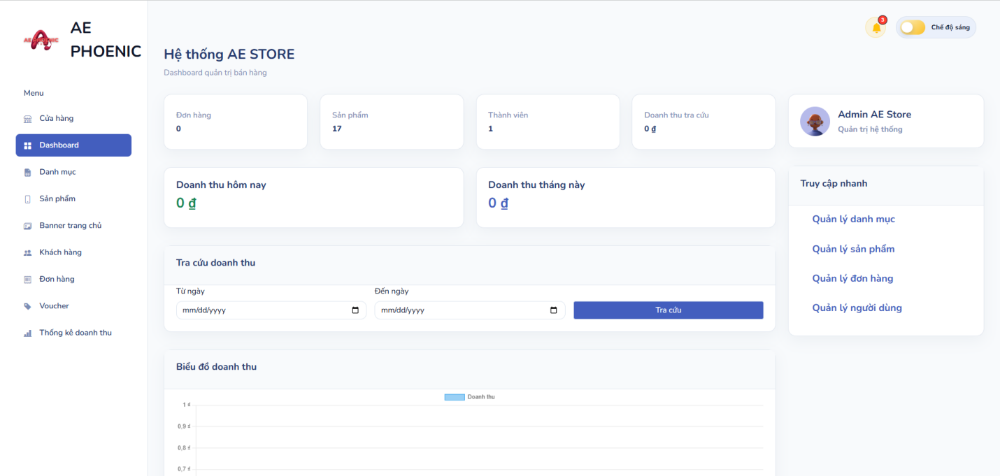 AE PHOENIC
AE
PHOENIC
Menu
Cửa hàng
Dashboard
Danh mục
Sản phẩm
Banner trang chủ
Khách hàng
Đơn hàng
Voucher
Thống kê doanh thu
3
Chế độ sáng
Hệ thống AE STORE
Dashboard quản trị bán hàng
Đơn hàng
0
Sản phẩm
17
Thành viên
1
Doanh thu tra cứu
0 ₫
Admin AE Store
Quản trị hệ thống
Doanh thu hôm nay
0 ₫
Doanh thu tháng này
0 ₫
Truy cập nhanh
Quản lý danh mục
Quản lý sản phẩm
Quản lý đơn hàng
Quản lý người dùng
Tra cứu doanh thu
Từ ngày
mm/dd/yyyy
Đến ngày
mm/dd/yyyy
Tra cứu
Biểu đồ doanh thu
Doanh thu
1 ₫
0,9 ₫
0,8 ₫
0,7 ₫